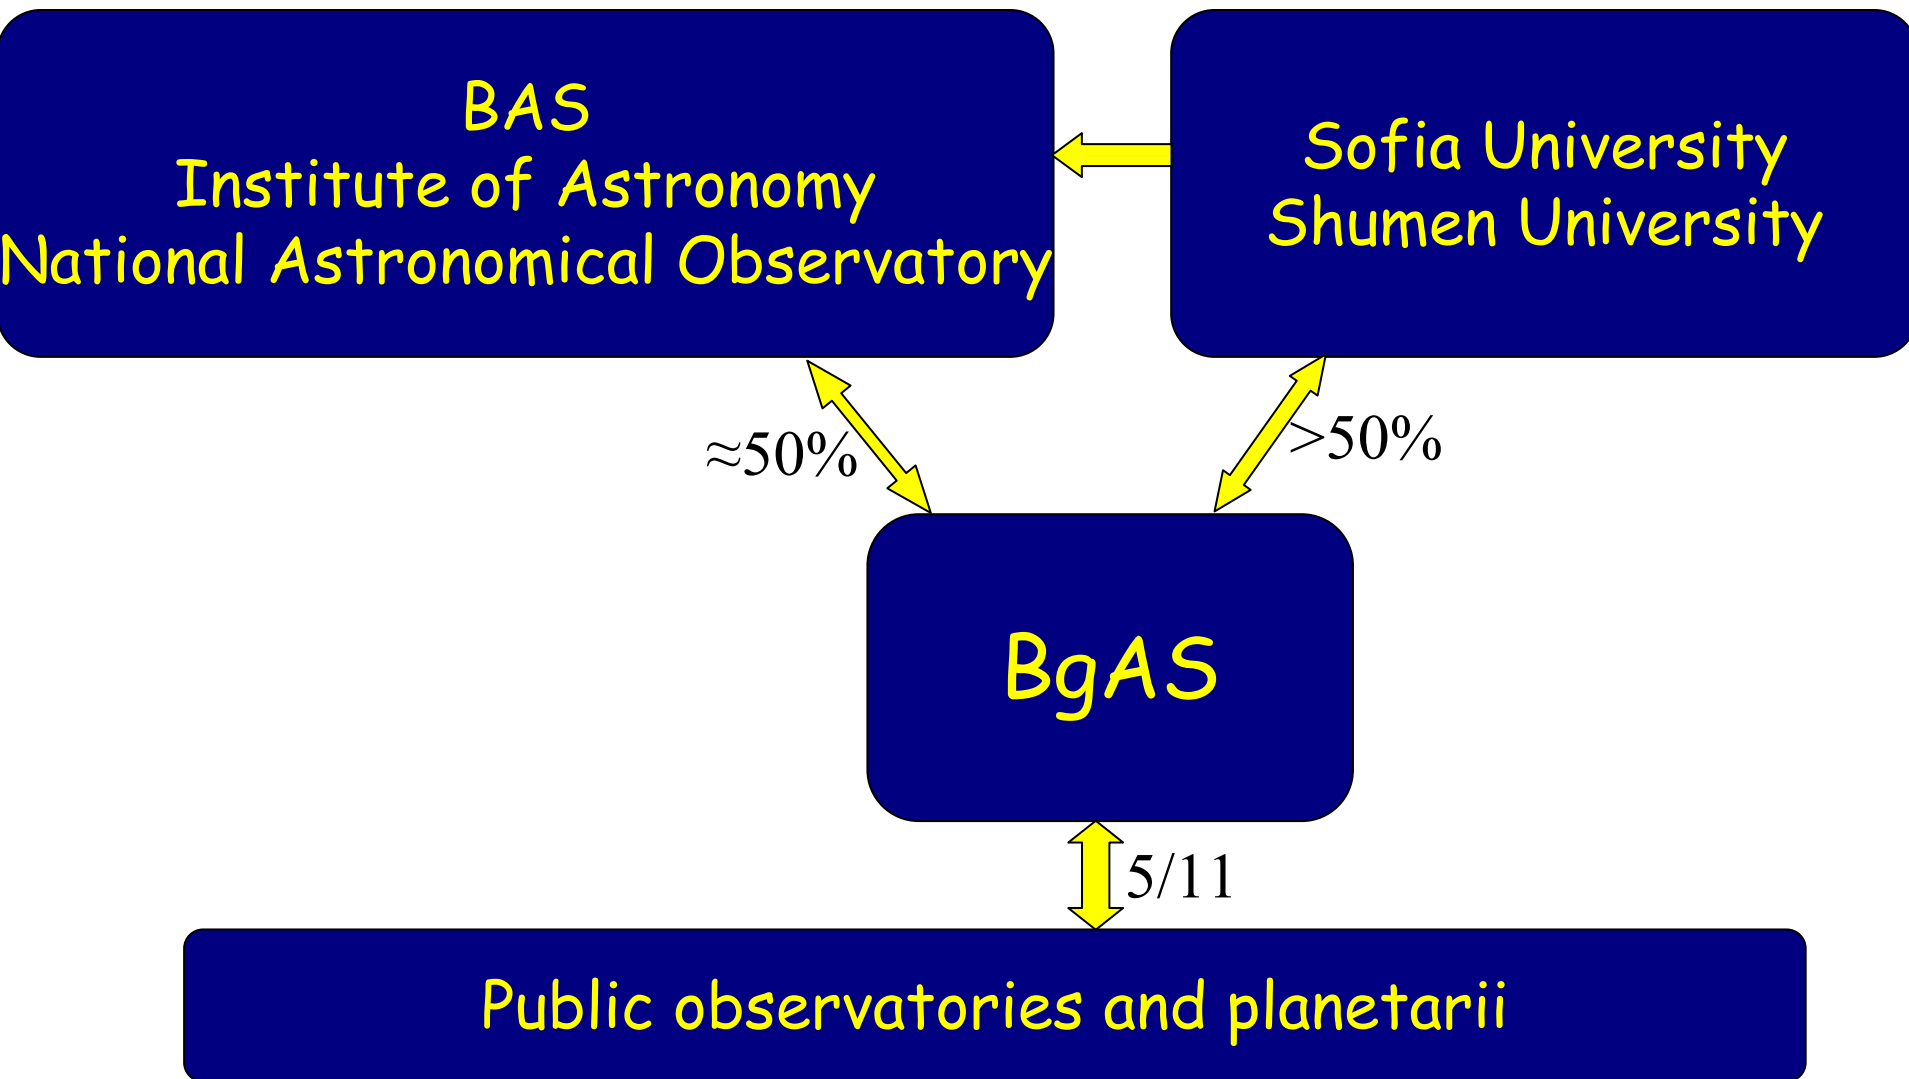 BAS
Institute of Astronomy
National Astronomical Observatory
Sofia University
Shumen University
≈50%
>50%
BgAS
5/11
Public observatories and planetarii